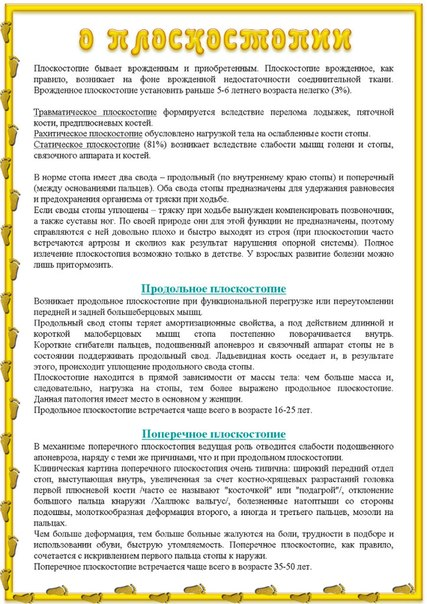 О ПЛОСКОСТОПИИ
Плоскостопие бывает врожденным и приобретенным. Плоскостопие врожденное, как
правило, возникает на фоне врожденной недостаточности соединительной ткани.
Врожденное плоскостопие установить раньше 5-6 летнего возраста нелегко (3%).
Травматическое плоскостопие формируется вследствие перелома лодыжек, пяточной
кости, предплюсневых костей.
Рахитическое плоскостопие обусловлено нагрузкой тела на ослабленные кости стопы.
Статическое плоскостопие (81%) возникает вследствие слабости мышц голени и стопы,
связочного аппарата и костей.
В норме стопа имеет два свода – продольный (по внутреннему краю стопы) и поперечный
(между основаниями пальцев). Оба свода стопы предназначены для удержания равновесия
и предохранения организма от тряски при ходьбе.
Если своды стопы уплощены – тряску при ходьбе вынужден компенсировать позвоночник,
а также суставы ног. По своей природе они для этой функции не предназначены, поэтому
справляются с ней довольно плохо и быстро выходят из строя (при плоскостопии часто
встречаются артрозы и сколиоз как результат нарушения опорной системы). Полное
излечение плоскостопия возможно только в детстве. У взрослых развитие болезни можно
лишь притормозить.
Продольное плоскостопие
Возникает продольное плоскостопие при функциональной перегрузке или переутомлении
передней и задней большеберцовых мышц.
Продольный свод стопы теряет амортизационные свойства, а под действием длинной и
короткой малоберцовых мышц стопа постепенно поворачивается внутрь.
Короткие сгибатели пальцев, подошвенный апоневроз и связочный аппарат стопы не в
состоянии поддерживать продольный свод. Ладьевидная кость оседает и, в результате
этого, происходит уплощение продольного свода стопы.
Плоскостопие находится в прямой зависимости от массы тела: чем больше масса и,
следовательно, нагрузка на стопы, тем более выражено продольное плоскостопие.
Данная патология имеет место в основном у женщин.
Продольное плоскостопие встречается чаще всего в возрасте 16-25 лет.
Поперечное плоскостопие
В механизме поперечного плоскостопия ведущая роль отводится слабости подошвенного
апоневроза, наряду с теми же причинами, что и при продольном плоскостопии.
Клиническая картина поперечного плоскостопия очень типична: широкий передний отдел
стоп, выступающая внутрь, увеличенная за счет костно-хрящевых разрастаний головка
первой плюсневой кости /часто ее называют "косточкой" или "подагрой"/, отклонение
большого пальца кнаружи /Халлюкс вальгус/, болезненные натоптыши со стороны
подошвы, молоткообразная деформация второго, а иногда и третьего пальцев, мозоли на
пальцах.
Чем больше деформация, тем больше больные жалуются на боли, трудности в подборе и
использовании обуви, быструю утомляемость. Поперечное плоскостопие, как правило,
сочетается с искривлением первого пальца стопы к наружи.
Поперечное плоскостопие встречается чаще всего в возрасте 35-50 лет.